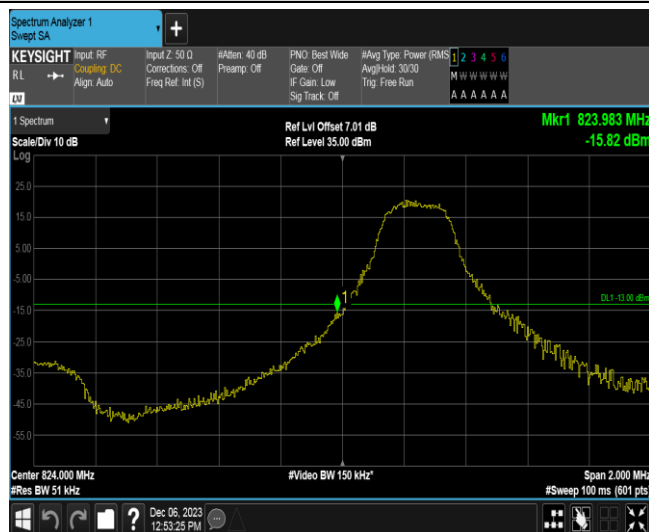 Spectrum Analyzer 1
Swept SA
KEYSIGHT
RL
LXI
Input: RF
Coupling: DC
Align: Auto
Input Z: 50 Ω
Corrections: Off
Freq Ref: Int (S)
#Atten: 40 dB
Preamp: Off
PNO: Best Wide
Gate: Off
IF Gain: Low
Sig Track: Off
#Avg Type: Power (RMS
Avg|Hold: 30/30
Trig: Free Run
1 2 3 4 5 6
M W W W W W
A A A A A A
1 Spectrum
Scale/Div 10 dB
Log
Ref Lvl Offset 7.01 dB
Ref Level 35.00 dBm
Mkr1 823.983 MHz
-15.82 dBm
25.0
15.0
5.00
-5.00
-15.0
-25.0
-35.0
-45.0
-55.0
1
DL1 -13.00 dBm
Center 824.000 MHz
#Res BW 51 kHz
#Video BW 150 kHz*
Span 2.000 MHz
#Sweep 100 ms (601 pts)
?
Dec 06, 2023
12:53:25 PM